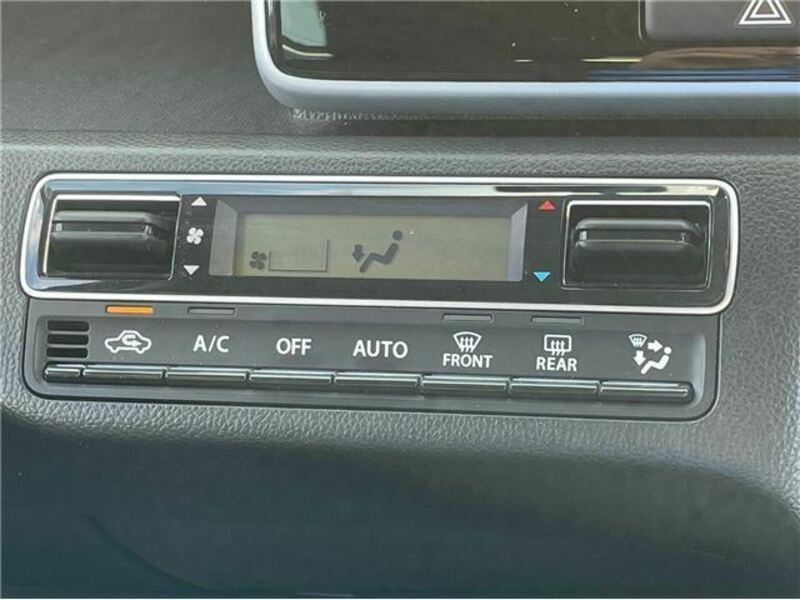 A/C OFF AUTO FRONT REAR